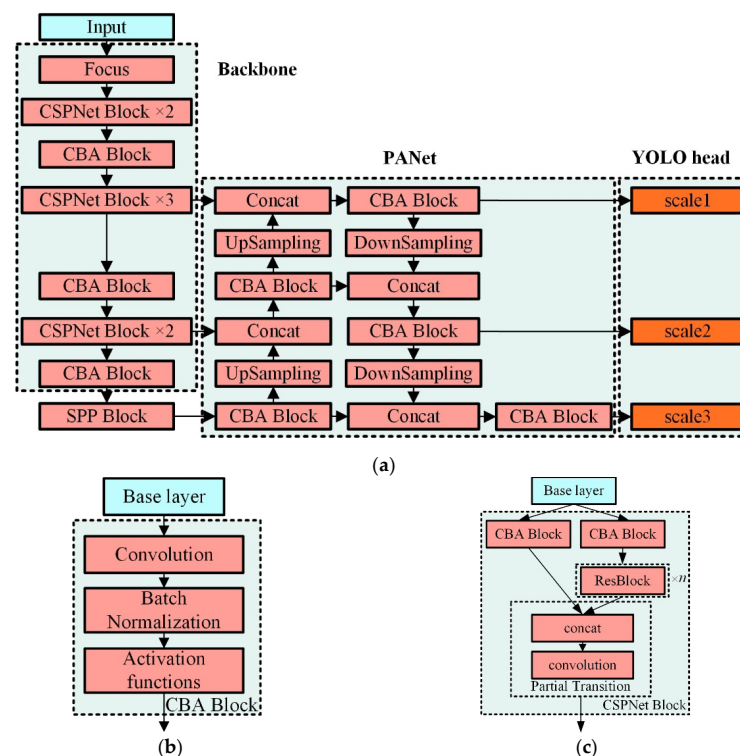 Input
Focus
Backbone
CSPNet Block ×2
CBA Block
PANet
YOLO head
CSPNet Block ×3
Concat
CBA Block
scale1
UpSampling
DownSampling
CBA Block
CBA Block
Concat
CSPNet Block ×2
Concat
CBA Block
scale2
CBA Block
UpSampling
DownSampling
SPP Block
CBA Block
Concat
CBA Block
scale3
(a)
Base layer
Convolution
Batch
Normalization
Activation
functions
CBA Block
(b)
Base layer
CBA Block
CBA Block
ResBlock
×n
concat
convolution
Partial Transition
CSPNet Block
(c)